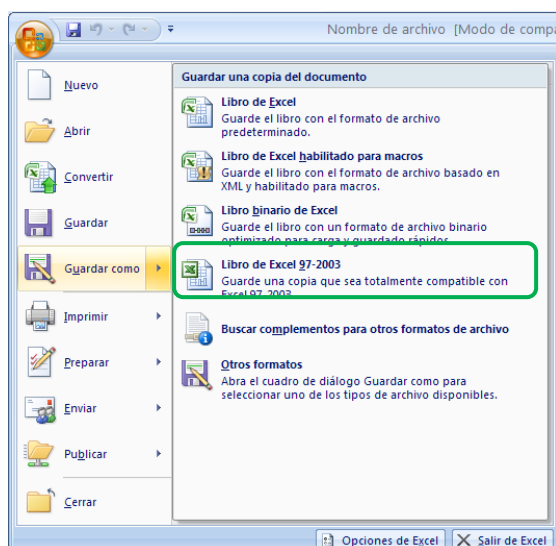 Nombre de archivo [Modo de compa
Nuevo
Abrir
Convertir
Guardar
Guardar como
Imprimir
Preparar
Enviar
Publicar
Cerrar
Guardar una copia del documento
Libro de Excel
Guarde el libro con el formato de archivo
predeterminado.
Libro de Excel habilitado para macros
Guarde el libro con el formato de archivo basado en
XML y habilitado para macros.
Libro binario de Excel
Guarde el libro con un formato de archivo binario
optimizado para carga y guardado rápidos.
Libro de Excel 97-2003
Guarde una copia que sea totalmente compatible con
Excel 97-2003.
Buscar complementos para otros formatos de archivo
Otros formatos
Abra el cuadro de diálogo Guardar como para
seleccionar uno de los tipos de archivo disponibles.
Opciones de Excel
Salir de Excel